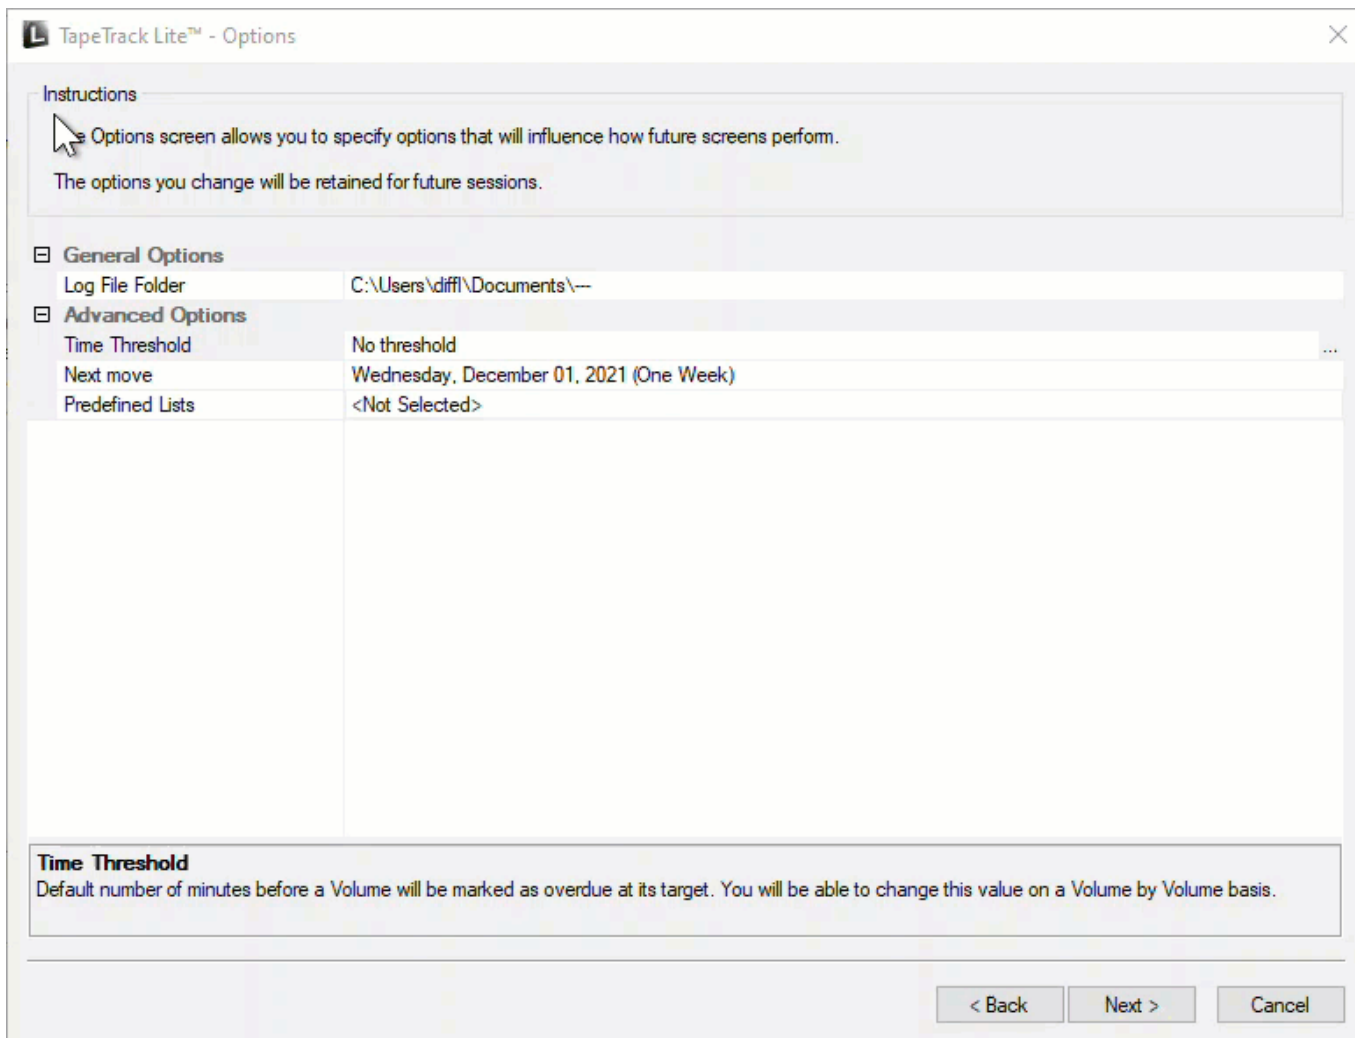 L TapeTrack Lite™ - Options
Instructions
e Options screen allows you to specify options that will influence how future screens perform.
The options you change will be retained for future sessions.
General Options
Log File Folder C:\Users\diffl\Documents\---
Advanced Options
Time Threshold No threshold ...
Next move Wednesday, December 01, 2021 (One Week)
Predefined Lists <Not Selected>
Time Threshold
Default number of minutes before a Volume will be marked as overdue at its target. You will be able to change this value on a Volume by Volume basis.
< Back Next > Cancel